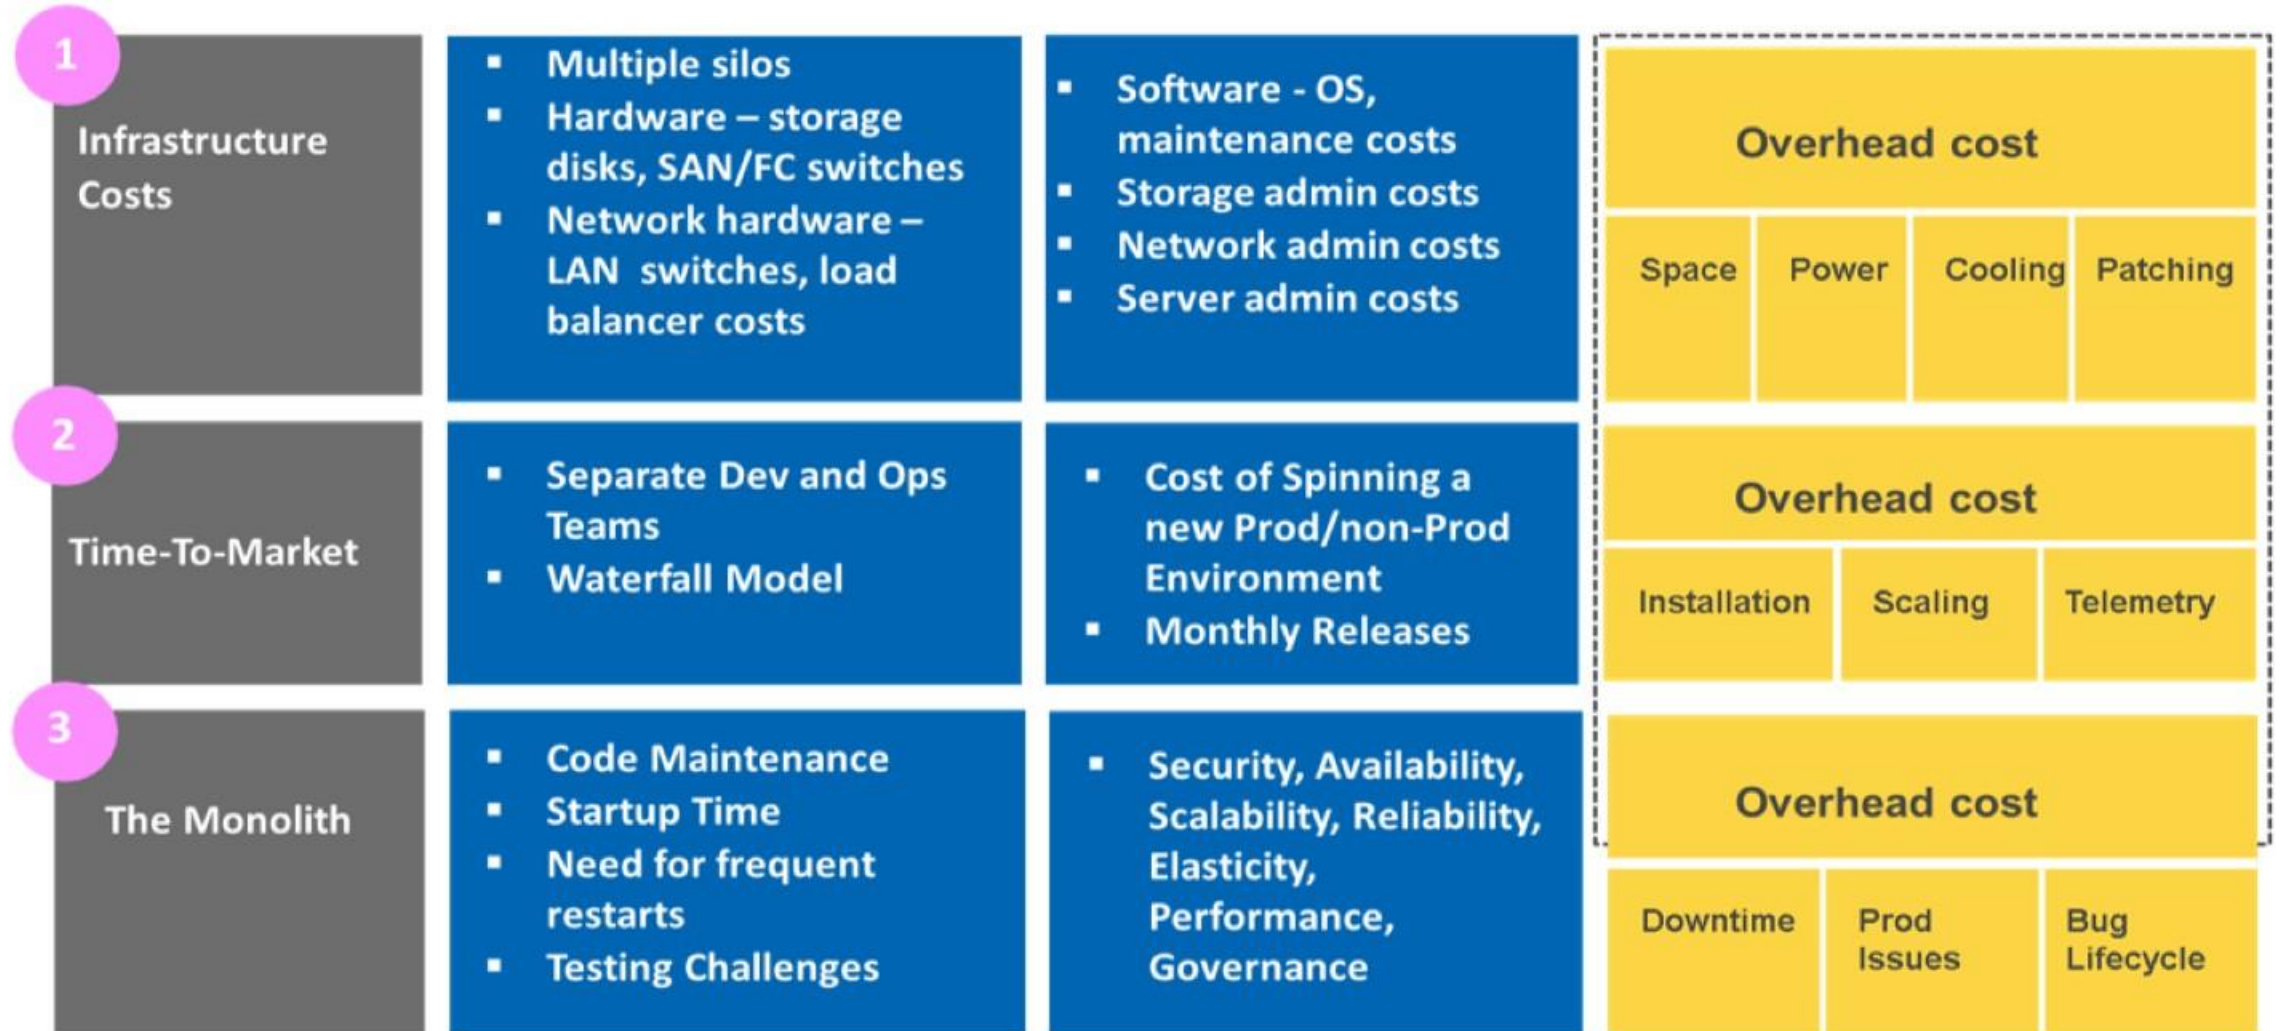 1
Infrastructure
Costs
▪ Multiple silos
▪ Hardware – storage
disks, SAN/FC switches
▪ Network hardware –
LAN switches, load
balancer costs
▪ Software - OS,
maintenance costs
▪ Storage admin costs
▪ Network admin costs
▪ Server admin costs
Overhead cost
Space Power Cooling Patching
2
Time-To-Market
▪ Separate Dev and Ops
Teams
▪ Waterfall Model
▪ Cost of Spinning a
new Prod/non-Prod
Environment
▪ Monthly Releases
Overhead cost
Installation Scaling Telemetry
3
The Monolith
▪ Code Maintenance
▪ Startup Time
▪ Need for frequent
restarts
▪ Testing Challenges
▪ Security, Availability,
Scalability, Reliability,
Elasticity,
Performance,
Governance
Overhead cost
Downtime
Prod
Issues
Bug
Lifecycle